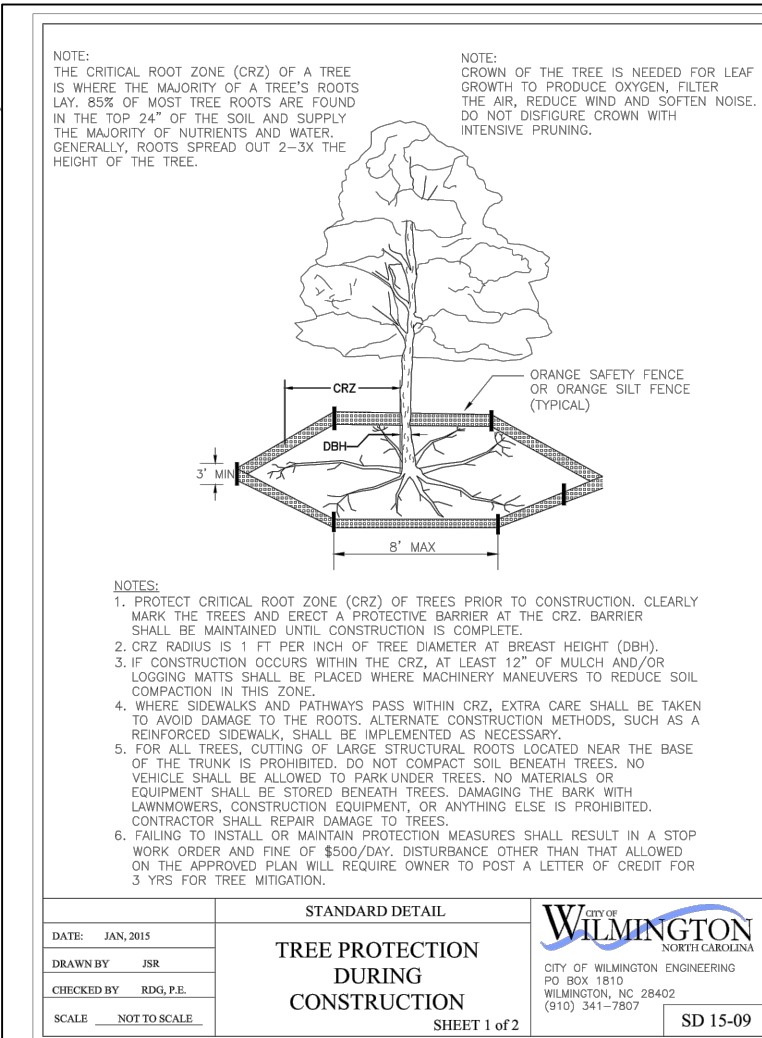 NOTE:
THE CRITICAL ROOT ZONE (CRZ) OF A TREE
IS WHERE THE MAJORITY OF A TREE'S ROOTS
LAY. 85% OF MOST TREE ROOTS ARE FOUND
IN THE TOP 24" OF THE SOIL AND SUPPLY
THE MAJORITY OF NUTRIENTS AND WATER.
GENERALLY, ROOTS SPREAD OUT 2-3X THE
HEIGHT OF THE TREE.
NOTE:
CROWN OF THE TREE IS NEEDED FOR LEAF
GROWTH TO PRODUCE OXYGEN, FILTER
THE AIR, REDUCE WIND AND SOFTEN NOISE.
DO NOT DISFIGURE CROWN WITH
INTENSIVE PRUNING.
ORANGE SAFETY FENCE
OR ORANGE SILT FENCE
(TYPICAL)
CRZ
DBH
3' MIN
8' MAX
NOTES:
1. PROTECT CRITICAL ROOT ZONE (CRZ) OF TREES PRIOR TO CONSTRUCTION. CLEARLY
MARK THE TREES AND ERECT A PROTECTIVE BARRIER AT THE CRZ. BARRIER
SHALL BE MAINTAINED UNTIL CONSTRUCTION IS COMPLETE.
2. CRZ RADIUS IS 1 FT PER INCH OF TREE DIAMETER AT BREAST HEIGHT (DBH).
3. IF CONSTRUCTION OCCURS WITHIN THE CRZ, AT LEAST 12" OF MULCH AND/OR
LOGGING MATTS SHALL BE PLACED WHERE MACHINERY MANEUVERS TO REDUCE SOIL
COMPACTION IN THIS ZONE.
4. WHERE SIDEWALKS AND PATHWAYS PASS WITHIN CRZ, EXTRA CARE SHALL BE TAKEN
TO AVOID DAMAGE TO THE ROOTS. ALTERNATE CONSTRUCTION METHODS, SUCH AS A
REINFORCED SIDEWALK, SHALL BE IMPLEMENTED AS NECESSARY.
5. FOR ALL TREES, CUTTING OF LARGE STRUCTURAL ROOTS LOCATED NEAR THE BASE
OF THE TRUNK IS PROHIBITED. DO NOT COMPACT SOIL BENEATH TREES. NO
VEHICLE SHALL BE ALLOWED TO PARK UNDER TREES. NO MATERIALS OR
EQUIPMENT SHALL BE STORED BENEATH TREES. DAMAGING THE BARK WITH
LAWNMOWERS, CONSTRUCTION EQUIPMENT, OR ANYTHING ELSE IS PROHIBITED.
CONTRACTOR SHALL REPAIR DAMAGE TO TREES.
6. FAILING TO INSTALL OR MAINTAIN PROTECTION MEASURES SHALL RESULT IN A STOP
WORK ORDER AND FINE OF $500/DAY. DISTURBANCE OTHER THAN THAT ALLOWED
ON THE APPROVED PLAN WILL REQUIRE OWNER TO POST A LETTER OF CREDIT FOR
3 YRS FOR TREE MITIGATION.
DATE: JAN, 2015
DRAWN BY JSR
CHECKED BY RDG, P.E.
SCALE NOT TO SCALE
STANDARD DETAIL
TREE PROTECTION
DURING
CONSTRUCTION
SHEET 1 of 2
CITY OF
WILMINGTON
NORTH CAROLINA
CITY OF WILMINGTON ENGINEERING
PO BOX 1810
WILMINGTON, NC 28402
(910) 341-7807
SD 15-09